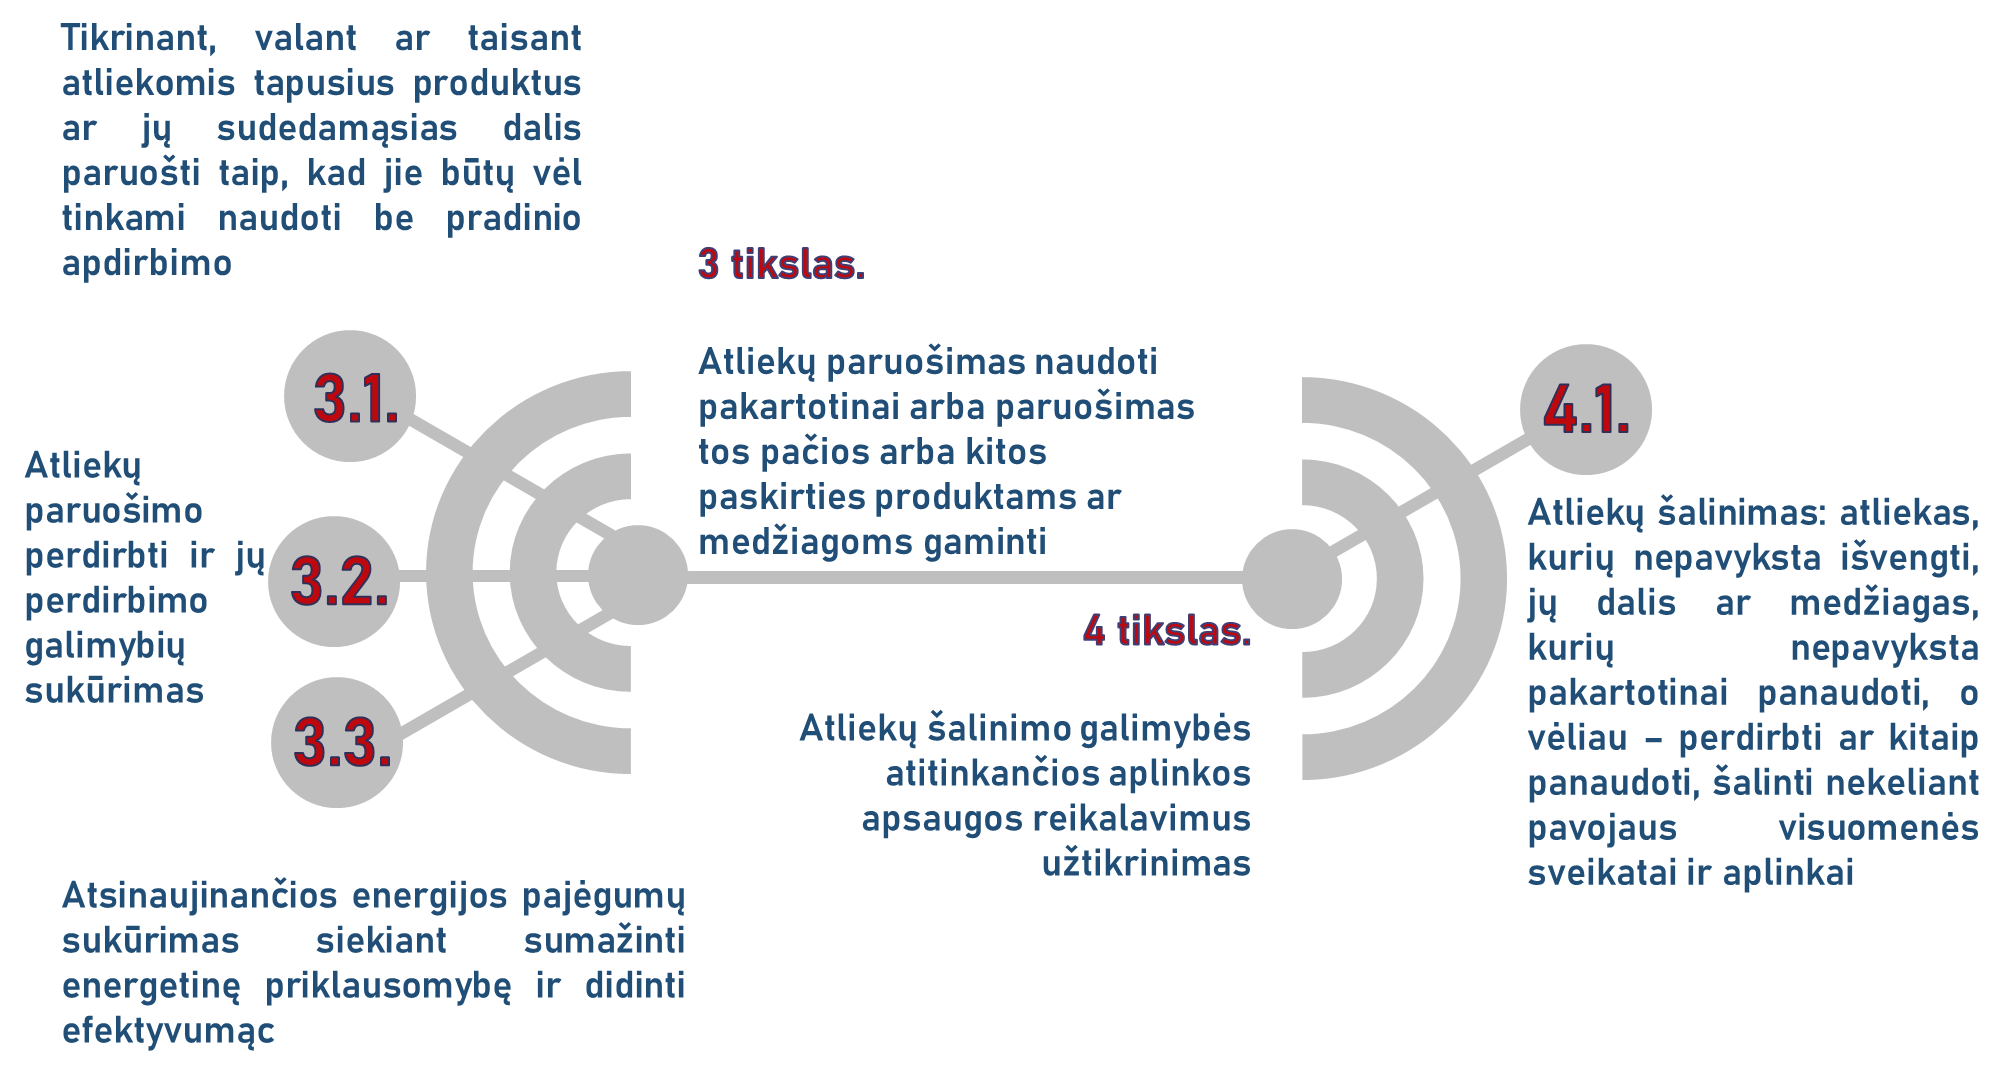 Tikrinant, valant ar taisant
atliekomis tapusius produktus
ar jų sudedamąsias dalis
paruošti taip, kad jie būtų vėl
tinkami naudoti be pradinio
apdirbimo
3.1.
Atliekų
paruošimo
perdirbti ir jų
perdirbimo
galimybių
sukūrimas
3.2.
3.3.
Atsinaujinančios energijos pajėgumų
sukūrimas siekiant sumažinti
energetinę priklausomybę ir didinti
efektyvumąc
3 tikslas.
Atliekų paruošimas naudoti
pakartotinai arba paruošimas
tos pačios arba kitos
paskirties produktams ar
medžiagoms gaminti
4 tikslas.
Atliekų šalinimo galimybės
atitinkančios aplinkos
apsaugos reikalavimus
užtikrinimas
4.1.
Atliekų šalinimas: atliekas,
kurių nepavyksta išvengti,
jų dalis ar medžiagas,
kurių nepavyksta
pakartotinai panaudoti, o
vėliau – perdirbti ar kitaip
panaudoti, šalinti nekeliant
pavojaus visuomenės
sveikatai ir aplinkai